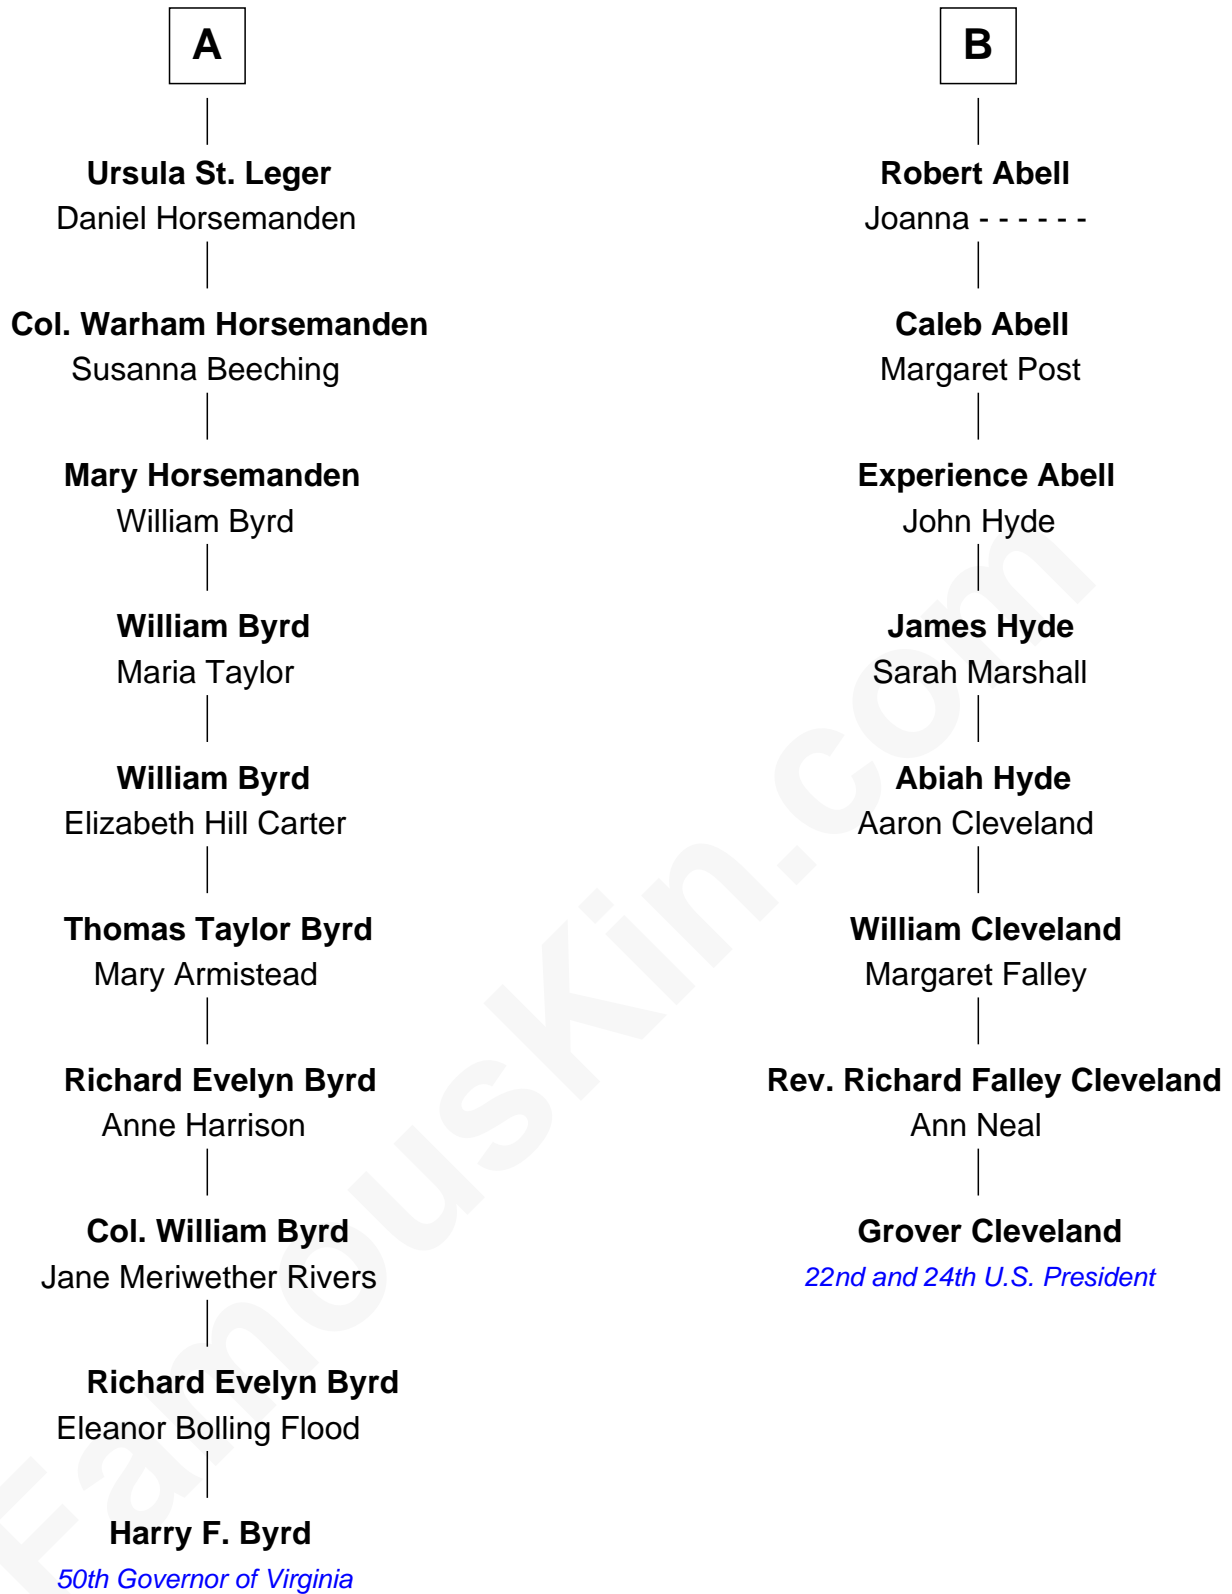 A
Ursula St. Leger
Daniel Horsemanden
Col. Warham Horsemanden
Susanna Beeching
Mary Horsemanden
William Byrd
William Byrd
Maria Taylor
William Byrd
Elizabeth Hill Carter
Thomas Taylor Byrd
Mary Armistead
Richard Evelyn Byrd
Anne Harrison
Col. William Byrd
Jane Meriwether Rivers
Richard Evelyn Byrd
Eleanor Bolling Flood
Harry F. Byrd
50th Governor of Virginia
B
Robert Abell
Joanna - - - - - -
Caleb Abell
Margaret Post
Experience Abell
John Hyde
James Hyde
Sarah Marshall
Abiah Hyde
Aaron Cleveland
William Cleveland
Margaret Falley
Rev. Richard Falley Cleveland
Ann Neal
Grover Cleveland
22nd and 24th U.S. President
FamousKin.com